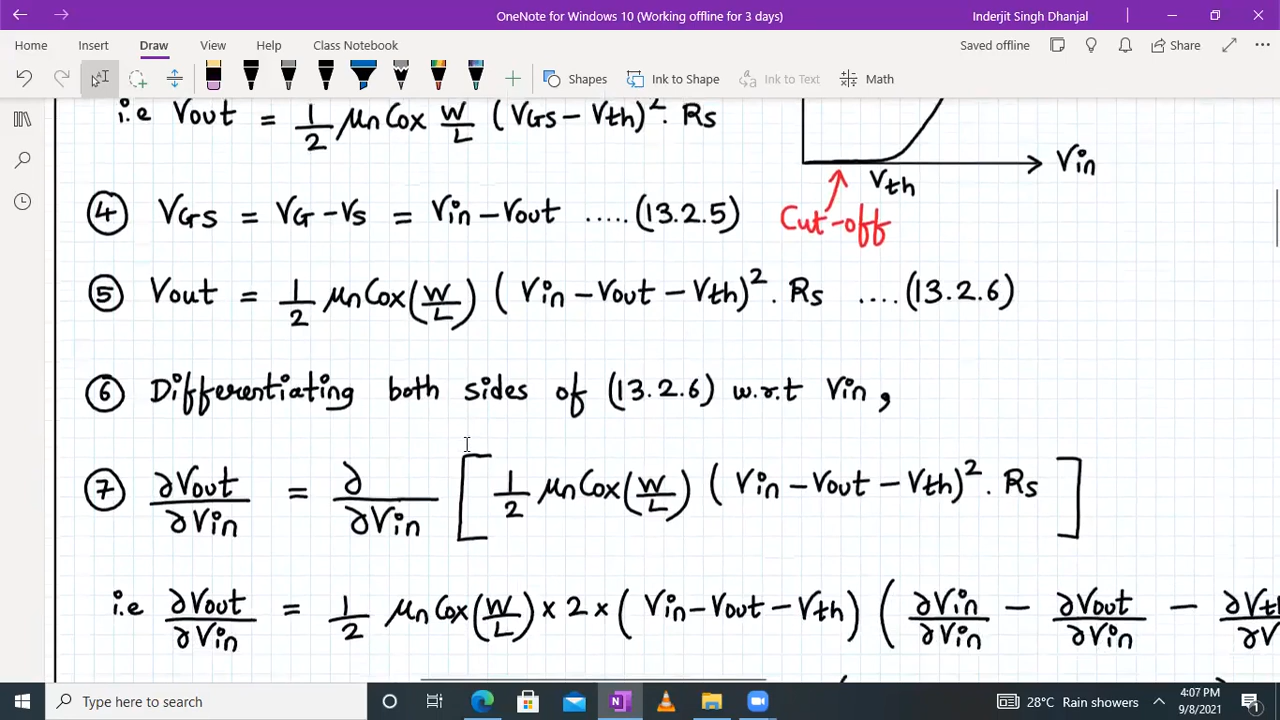 OneNote for Windows 10 (Working offline for 3 days)
Inderjit Singh Dhanjal
Home Insert Draw View Help Class Notebook
Saved offline Share
Shapes Ink to Shape Ink to Text Math
i.e Vout = 1/2 μnCox W/L (VGS - Vth)². Rs
Vin
Vth
Cut-off
④ VGS = VG - VS = Vin - Vout .....(13.2.5)
⑤ Vout = 1/2 μnCox(W/L) (Vin - Vout - Vth)². Rs ....(13.2.6)
⑥ Differentiating both sides of (13.2.6) w.r.t Vin,
⑦ ∂Vout/∂Vin = ∂/∂Vin [1/2 μnCox(W/L) (Vin - Vout - Vth)². Rs]
i.e ∂Vout/∂Vin = 1/2 μnCox(W/L) × 2 × (Vin - Vout - Vth) (∂Vin/∂Vin - ∂Vout/∂Vin - ∂Vt
Type here to search
28°C Rain showers
4:07 PM
9/8/2021
1